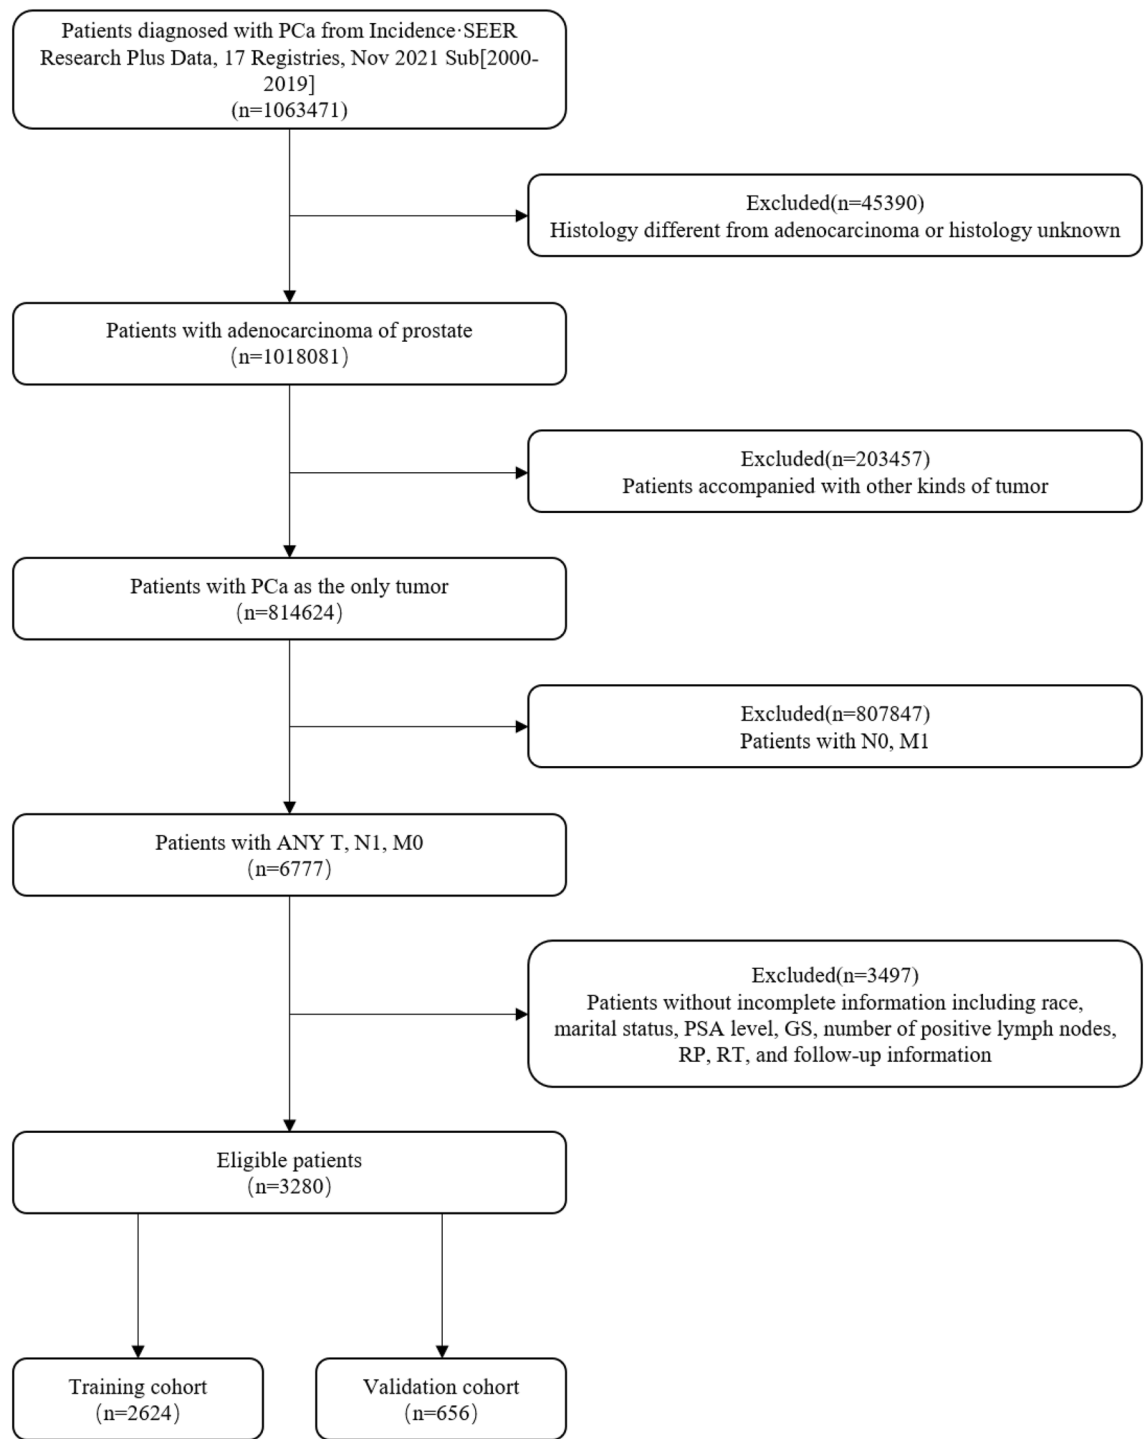 Patients diagnosed with PCa from Incidence·SEER
Research Plus Data, 17 Registries, Nov 2021 Sub[2000-
2019]
(n=1063471)
Excluded(n=45390)
Histology different from adenocarcinoma or histology unknown
Patients with adenocarcinoma of prostate
(n=1018081)
Excluded(n=203457)
Patients accompanied with other kinds of tumor
Patients with PCa as the only tumor
(n=814624)
Excluded(n=807847)
Patients with N0, M1
Patients with ANY T, N1, M0
(n=6777)
Excluded(n=3497)
Patients without incomplete information including race,
marital status, PSA level, GS, number of positive lymph nodes,
RP, RT, and follow-up information
Eligible patients
(n=3280)
Training cohort
(n=2624)
Validation cohort
(n=656)